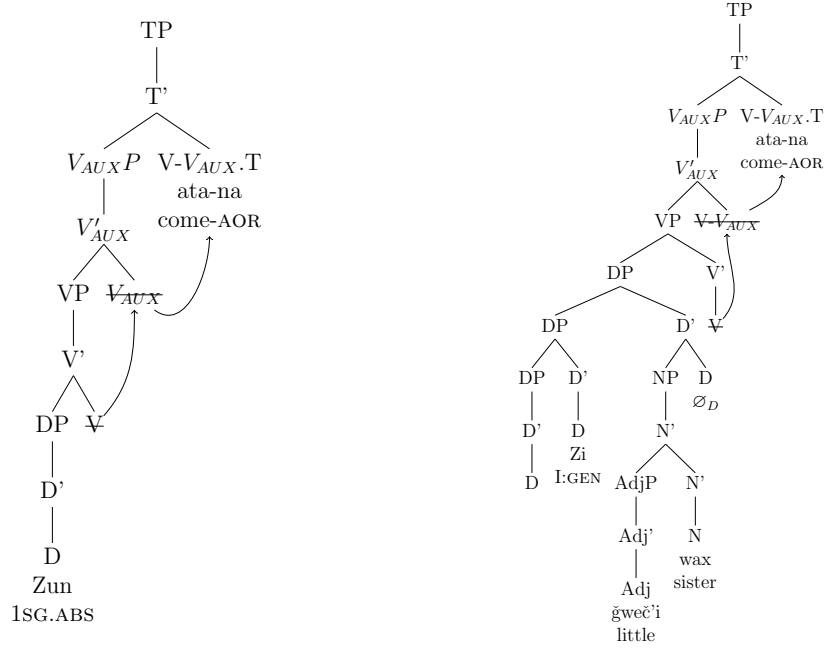 TP
T'
V_AUX P V-V_AUX.T
ata-na
come-AOR
V'_AUX
VP V_AUX
V'
DP V
D'
D
Zun
1SG.ABS
TP
T'
V_AUX P V-V_AUX.T
ata-na
come-AOR
V'_AUX
VP V-V_AUX
DP V'
DP D' V
DP D' NP D
∅_D
D' D N'
Zi
I:GEN
D AdjP N'
Adj' N
wax
sister
Adj
ğweč'i
little